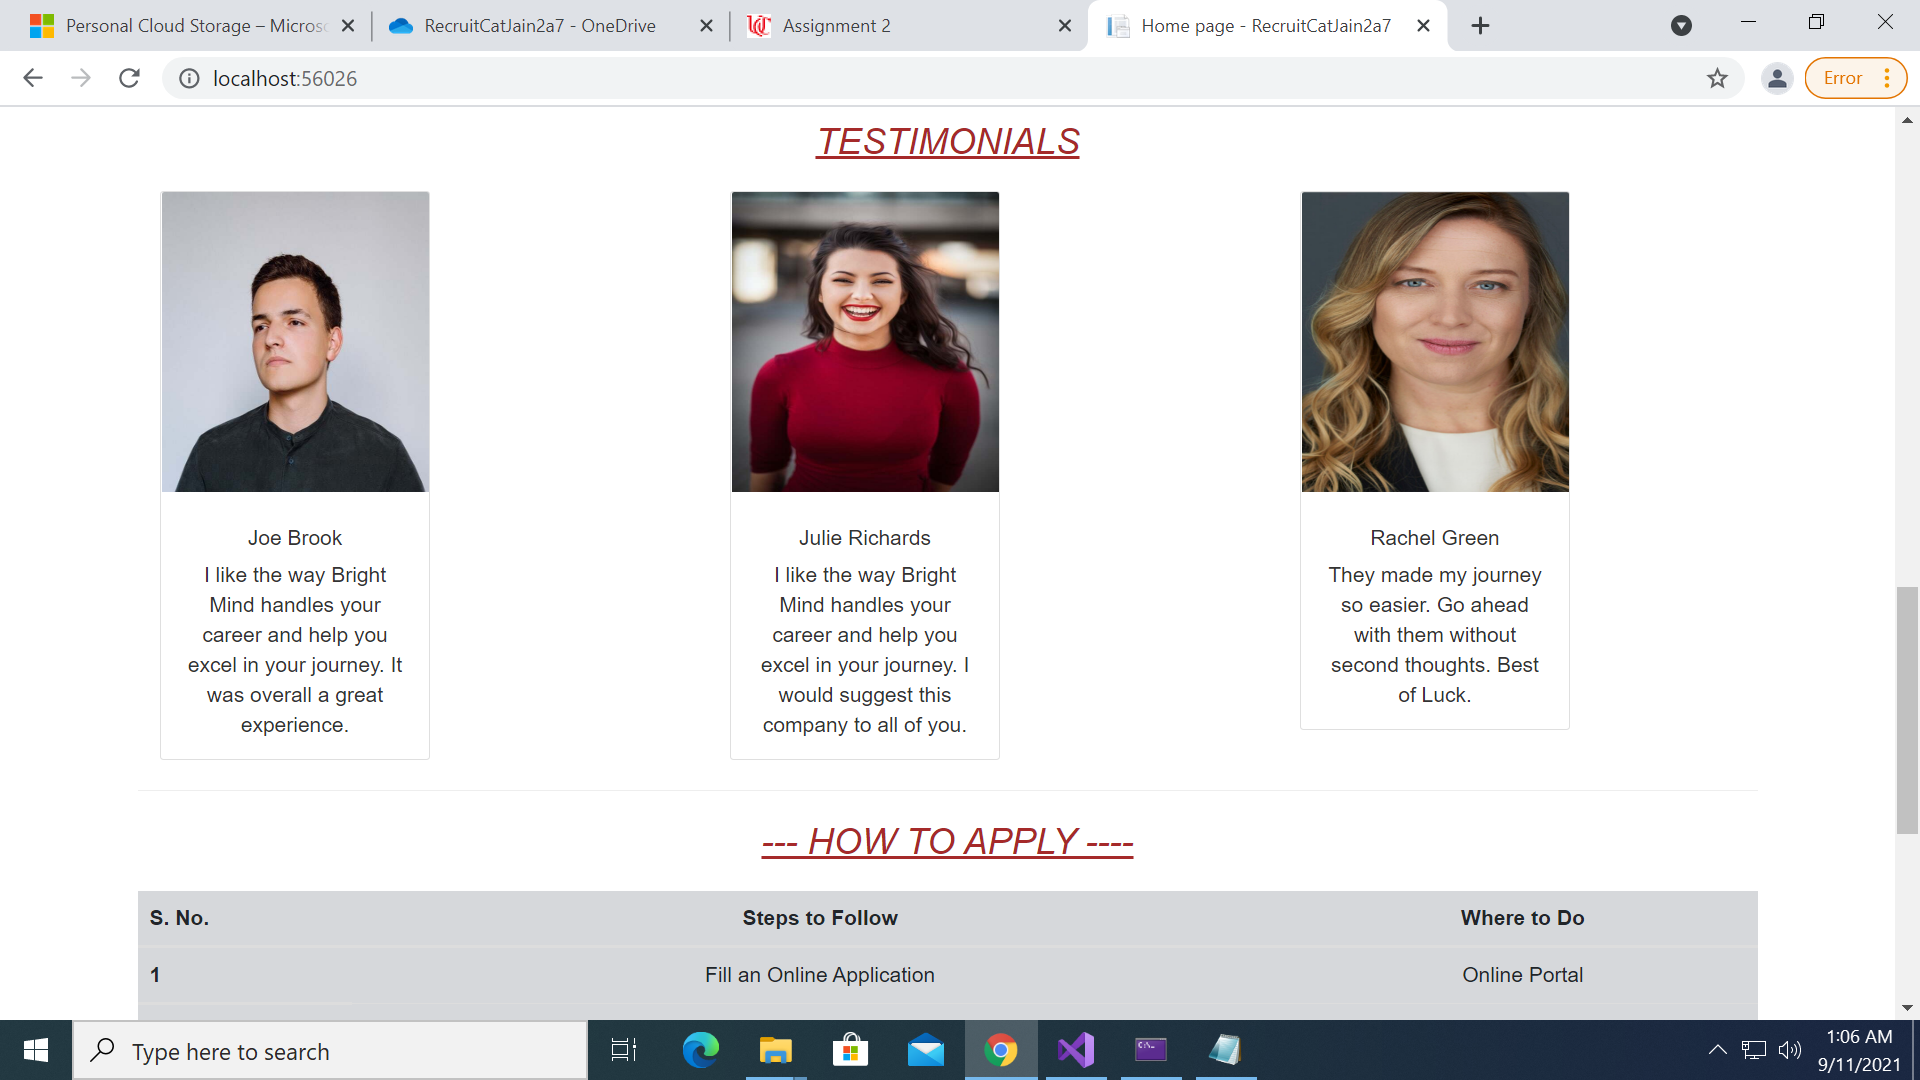 Personal Cloud Storage – Micros
RecruitCatJain2a7 - OneDrive
Assignment 2
Home page - RecruitCatJain2a7
localhost:56026
Error
TESTIMONIALS
Joe Brook
I like the way Bright
Mind handles your
career and help you
excel in your journey. It
was overall a great
experience.
Julie Richards
I like the way Bright
Mind handles your
career and help you
excel in your journey. I
would suggest this
company to all of you.
Rachel Green
They made my journey
so easier. Go ahead
with them without
second thoughts. Best
of Luck.
--- HOW TO APPLY ----
S. No. Steps to Follow Where to Do
1 Fill an Online Application Online Portal
Type here to search
1:06 AM
9/11/2021